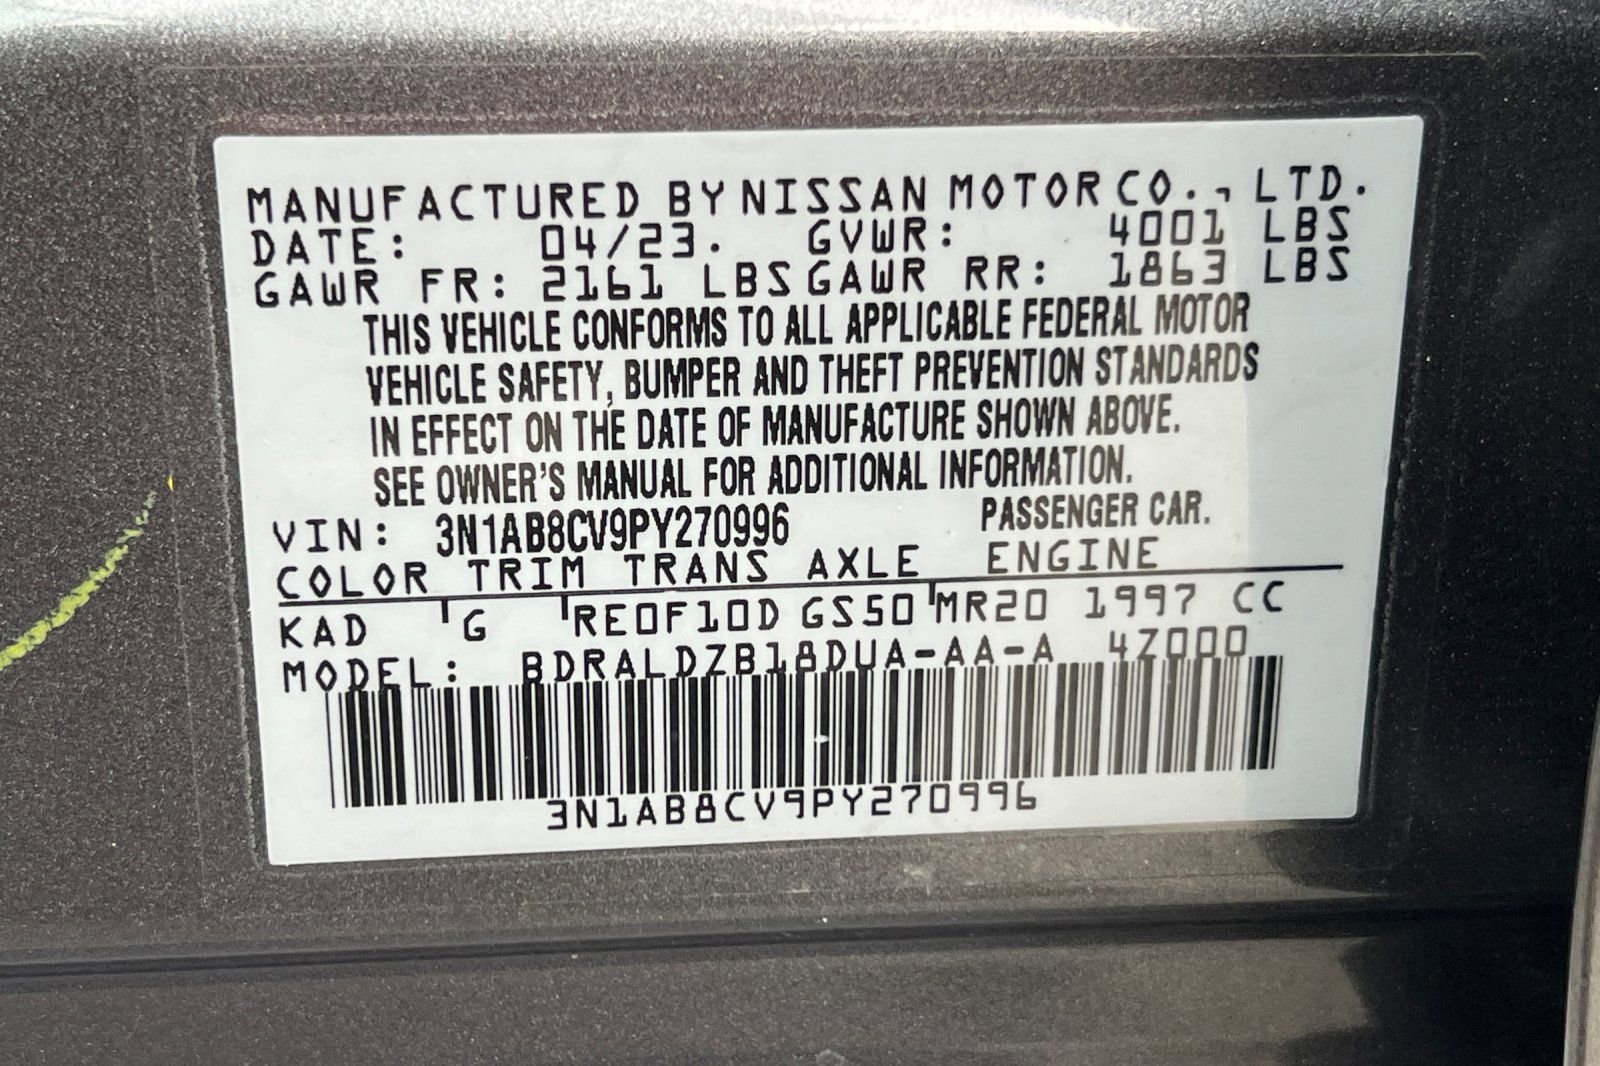 MANUFACTURED BY NISSAN MOTOR CO., LTD.
DATE: 04/23. GVWR: 4001 LBS
GAWR FR: 2161 LBS GAWR RR: 1863 LBS
THIS VEHICLE CONFORMS TO ALL APPLICABLE FEDERAL MOTOR
VEHICLE SAFETY, BUMPER AND THEFT PREVENTION STANDARDS
IN EFFECT ON THE DATE OF MANUFACTURE SHOWN ABOVE.
SEE OWNER'S MANUAL FOR ADDITIONAL INFORMATION.
VIN: 3N1AB8CV9PY270996 PASSENGER CAR.
COLOR TRIM TRANS AXLE ENGINE
KAD G RE0F10D GS50 MR20 1997 CC
MODEL: BDRALDZB18DUA-AA-A 4Z000
3N1AB8CV9PY270996